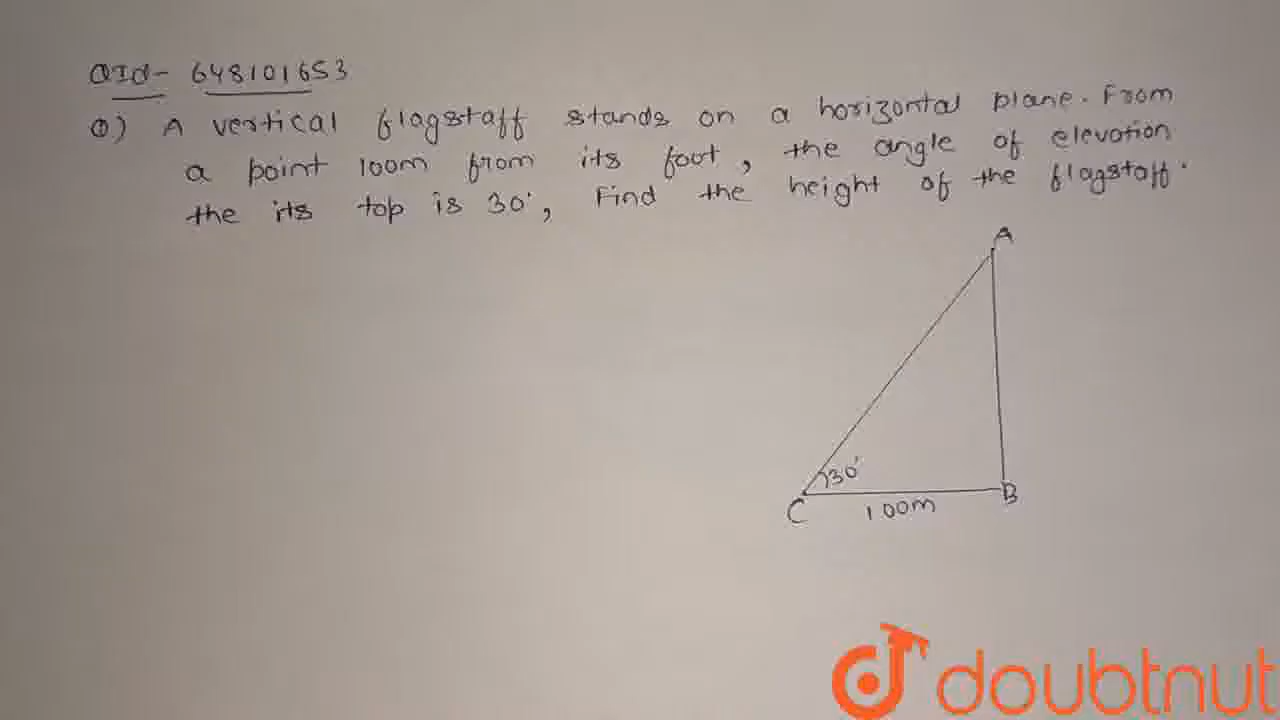 QId- 648101653
Q) A vertical flagstaff stands on a horizontal plane. From
a point 100m from its foot, the angle of elevation
the its top is 30°, Find the height of the flagstaff.
A
30°
C
100m
B
doubtnut